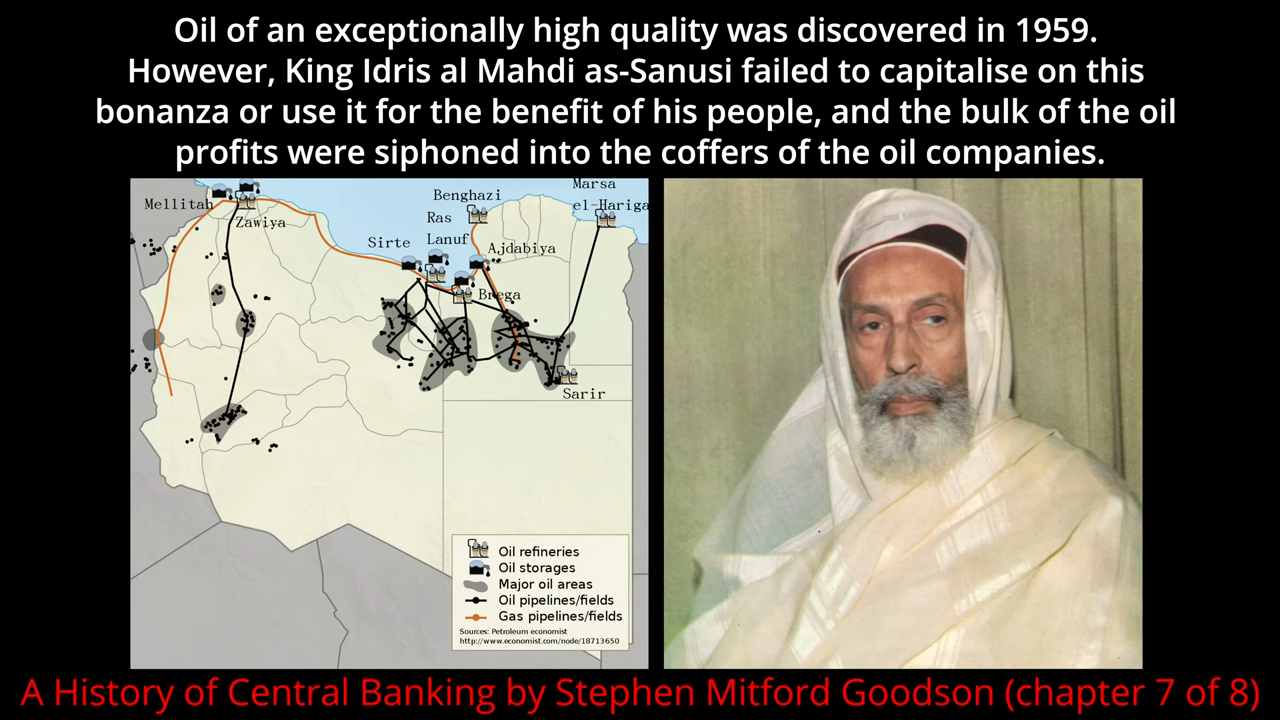 Oil of an exceptionally high quality was discovered in 1959.
However, King Idris al Mahdi as-Sanusi failed to capitalise on this
bonanza or use it for the benefit of his people, and the bulk of the oil
profits were siphoned into the coffers of the oil companies.
Mellitah
Zawiya
Sirte
Benghazi
Ras
Lanuf
Marsa
el-Hariga
Ajdabiya
Brega
Sarir
Oil refineries
Oil storages
Major oil areas
Oil pipelines/fields
Gas pipelines/fields
Sources: Petroleum economist
http://www.economist.com/node/18713650
A History of Central Banking by Stephen Mitford Goodson (chapter 7 of 8)